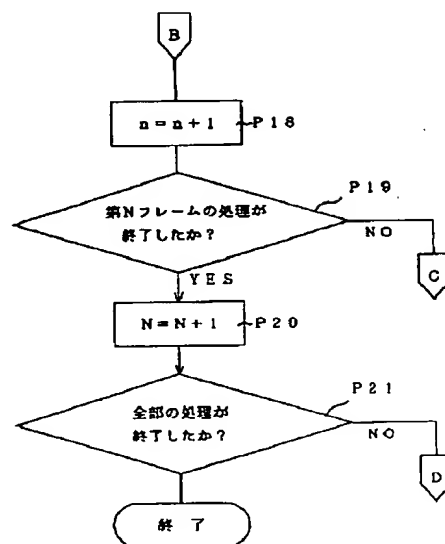 B
n=n+1 P18
P19
第Nフレームの処理が
終了したか?
NO
C
YES
N=N+1 P20
P21
全部の処理が
終了したか?
NO
D
終 了